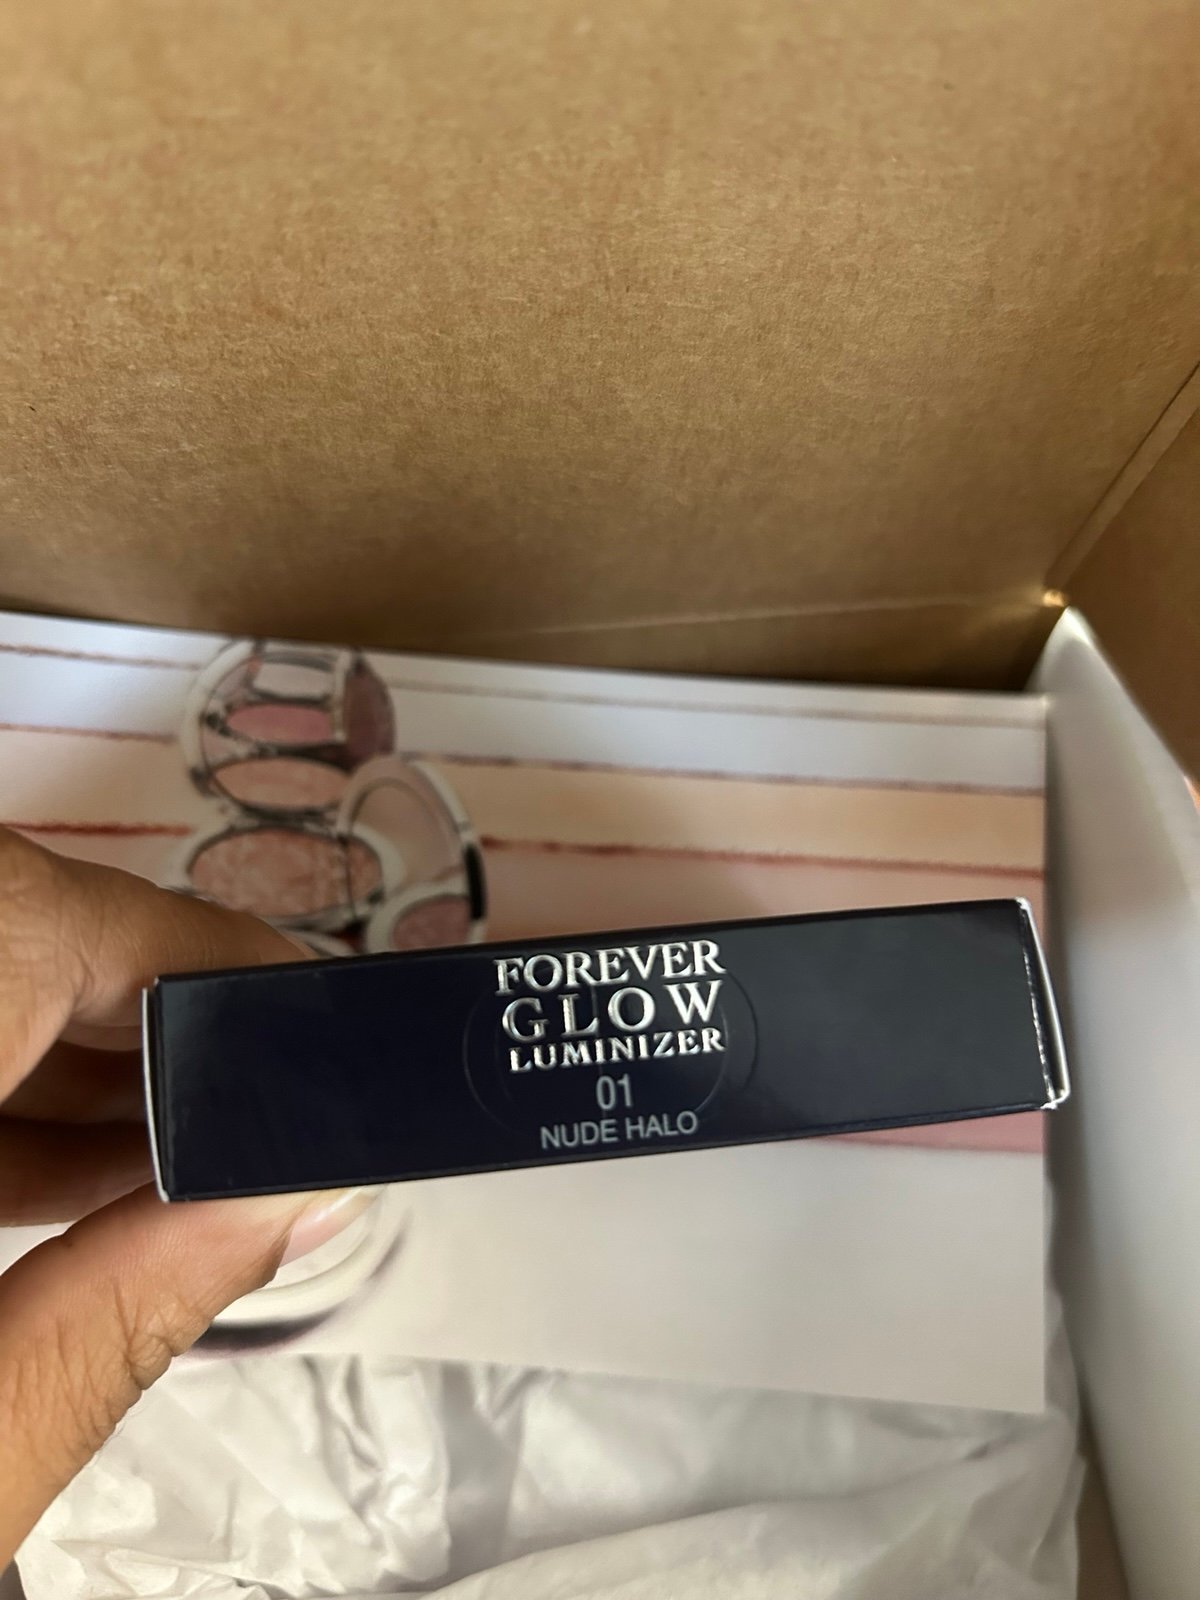 FOREVER
GLOW
LUMINIZER
01
NUDE HALO